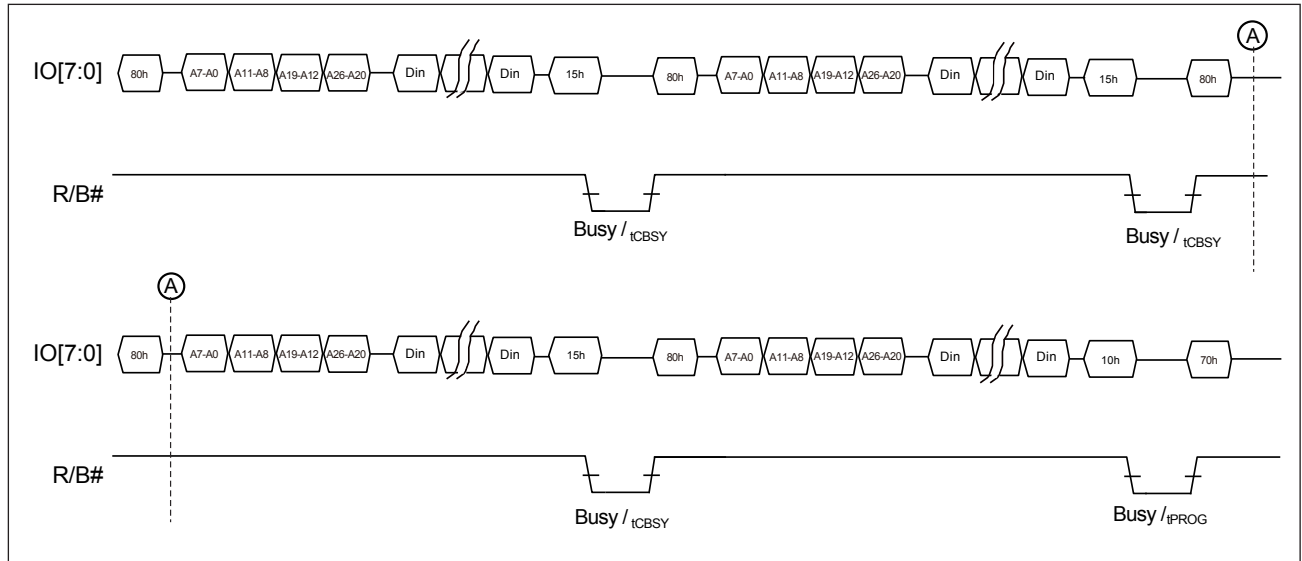 A
IO[7:0] 80h A7-A0 A11-A8 A19-A12 A26-A20 Din Din 15h 80h A7-A0 A11-A8 A19-A12 A26-A20 Din Din 15h 80h
R/B#
Busy / tCBSY Busy / tCBSY
A
IO[7:0] 80h A7-A0 A11-A8 A19-A12 A26-A20 Din Din 15h 80h A7-A0 A11-A8 A19-A12 A26-A20 Din Din 10h 70h
R/B#
Busy / tCBSY Busy / tPROG